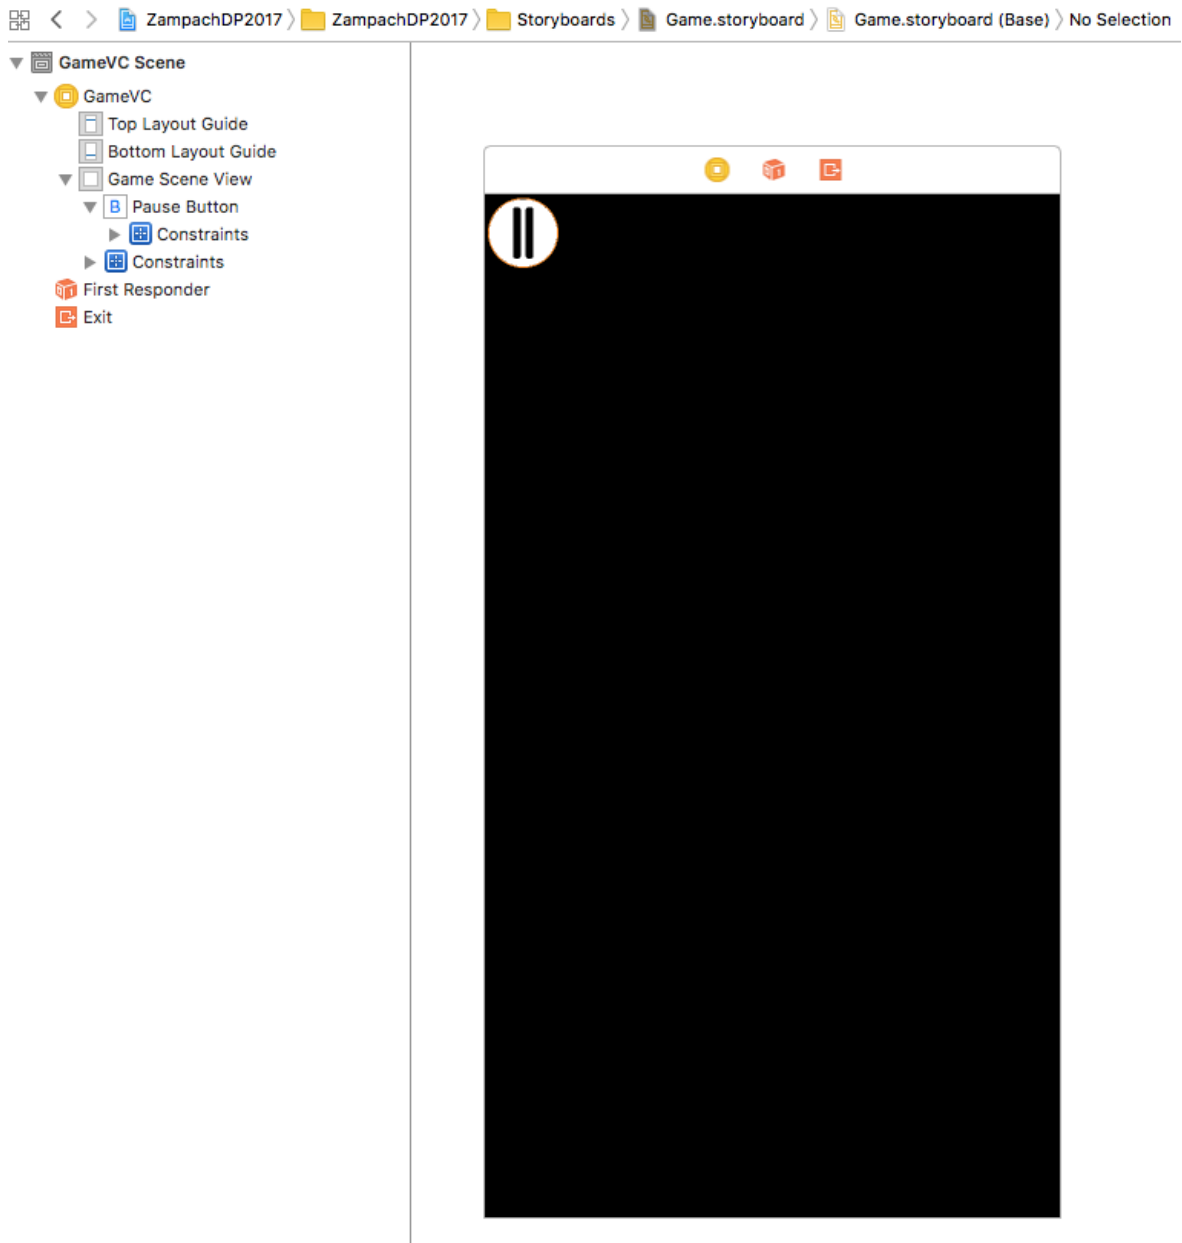 ZampachDP2017 ZampachDP2017 Storyboards Game.storyboard Game.storyboard (Base) No Selection
GameVC Scene
GameVC
Top Layout Guide
Bottom Layout Guide
Game Scene View
B Pause Button
Constraints
Constraints
First Responder
Exit